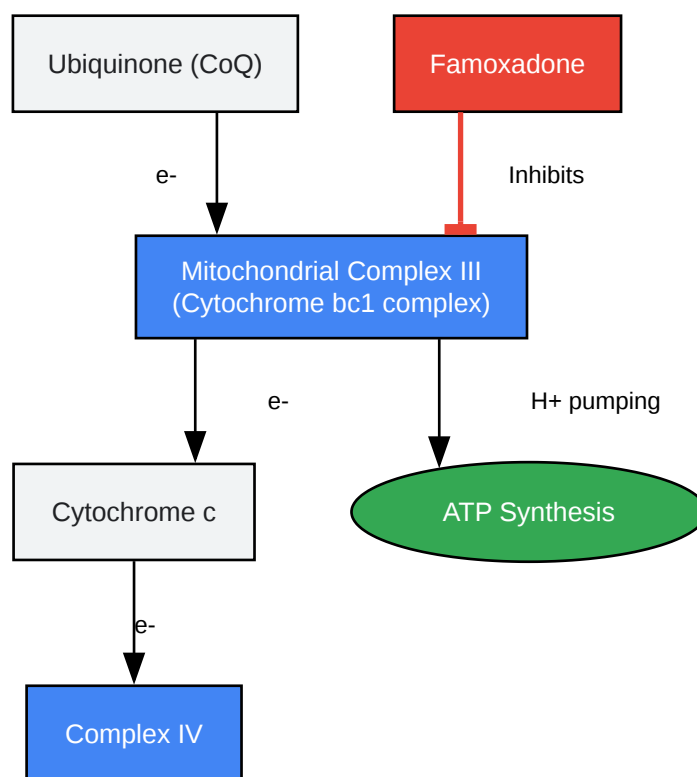 Ubiquinone (CoQ)
Famoxadone
e-
Inhibits
Mitochondrial Complex III
(Cytochrome bc1 complex)
e-
H+ pumping
Cytochrome c
ATP Synthesis
e-
Complex IV